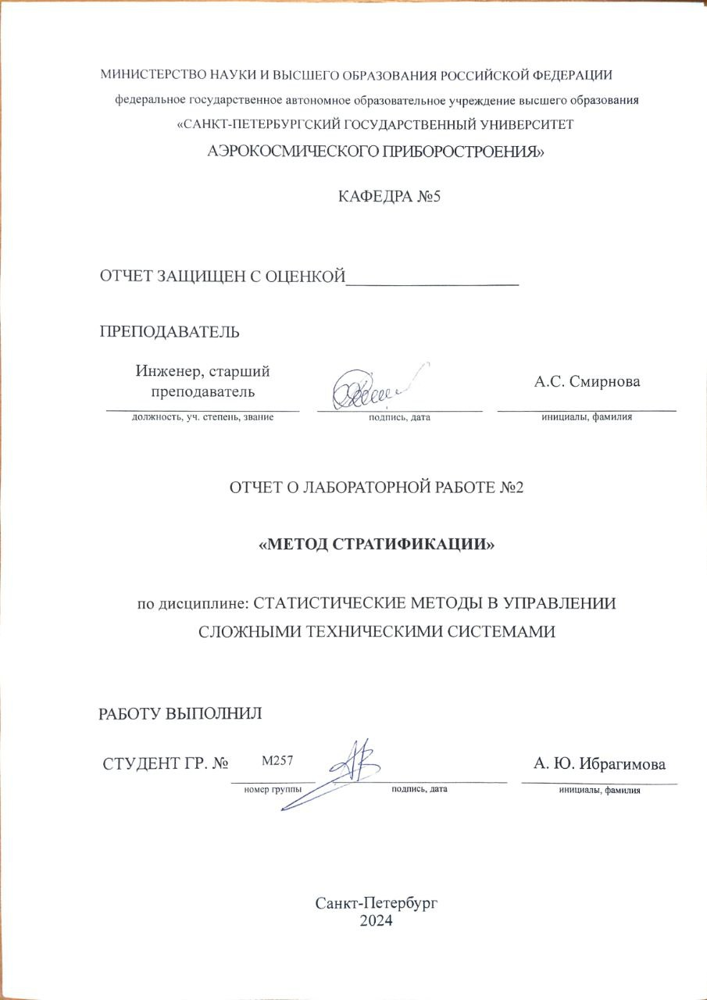 МИНИСТЕРСТВО НАУКИ И ВЫСШЕГО ОБРАЗОВАНИЯ РОССИЙСКОЙ ФЕДЕРАЦИИ
федеральное государственное автономное образовательное учреждение высшего образования
«САНКТ-ПЕТЕРБУРГСКИЙ ГОСУДАРСТВЕННЫЙ УНИВЕРСИТЕТ
АЭРОКОСМИЧЕСКОГО ПРИБОРОСТРОЕНИЯ»
КАФЕДРА №5
ОТЧЕТ ЗАЩИЩЕН С ОЦЕНКОЙ
ПРЕПОДАВАТЕЛЬ
Инженер, старший
преподаватель
А.С. Смирнова
должность, уч. степень, звание
подпись, дата
инициалы, фамилия
ОТЧЕТ О ЛАБОРАТОРНОЙ РАБОТЕ №2
«МЕТОД СТРАТИФИКАЦИИ»
по дисциплине: СТАТИСТИЧЕСКИЕ МЕТОДЫ В УПРАВЛЕНИИ
СЛОЖНЫМИ ТЕХНИЧЕСКИМИ СИСТЕМАМИ
РАБОТУ ВЫПОЛНИЛ
СТУДЕНТ ГР. № М257 А. Ю. Ибрагимова
номер группы
подпись, дата
инициалы, фамилия
Санкт-Петербург
2024